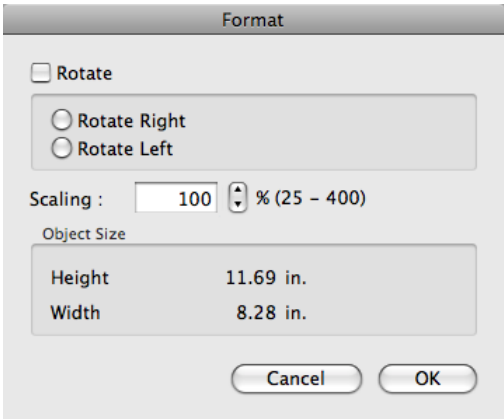 Format
Rotate
Rotate Right
Rotate Left
Scaling : 100 % (25 – 400)
Object Size
Height 11.69 in.
Width 8.28 in.
Cancel OK